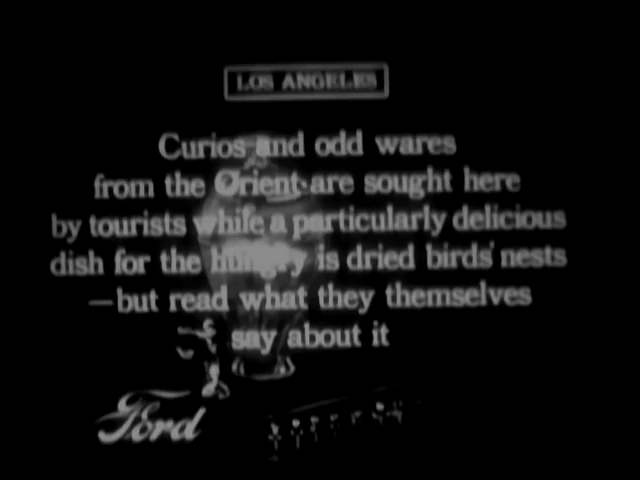 LOS ANGELES
Curios and odd wares
from the Orient are sought here
by tourists while a particularly delicious
dish for the hungry is dried birds' nests
—but read what they themselves
say about it
Ford